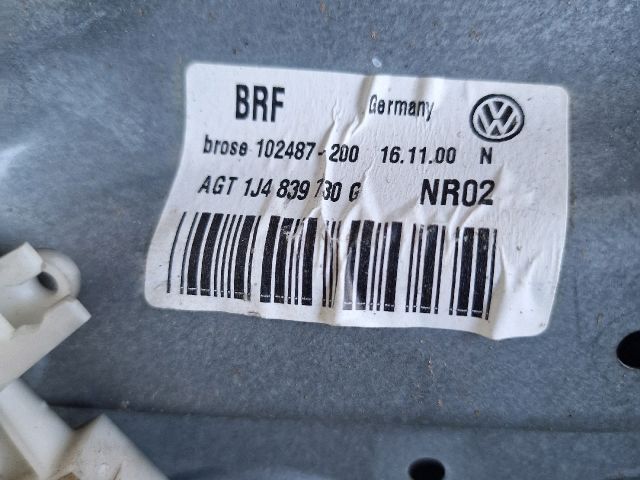 BRF Germany
brose 102487-200 16.11.00 N
AGT 1J4 839 730 G NR02